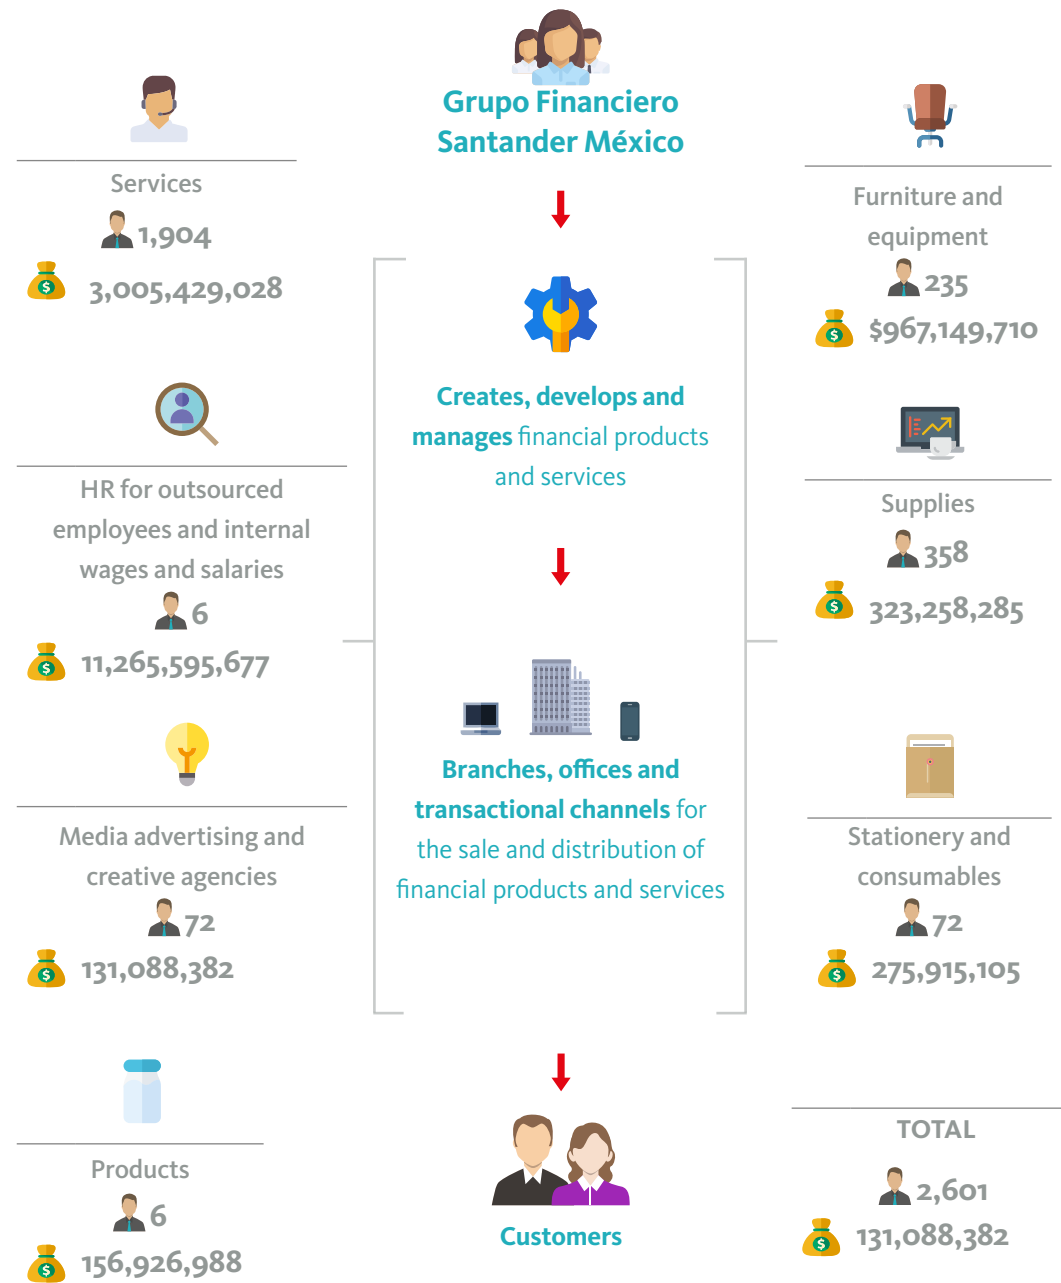 Grupo Financiero
Santander México
Services
1,904
3,005,429,028
HR for outsourced
employees and internal
wages and salaries
6
11,265,595,677
Media advertising and
creative agencies
72
131,088,382
Products
6
156,926,988
Creates, develops and
manages financial products
and services
Branches, offices and
transactional channels for
the sale and distribution of
financial products and services
Customers
Furniture and
equipment
235
$967,149,710
Supplies
358
323,258,285
Stationery and
consumables
72
275,915,105
TOTAL
2,601
131,088,382